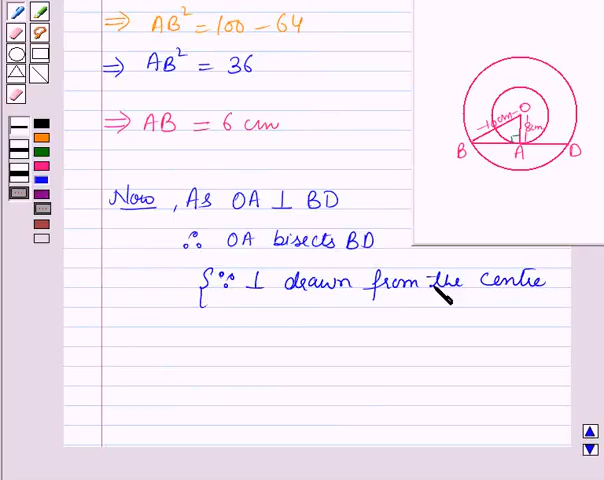 ⇒ AB² = 100 - 64
⇒ AB² = 36
⇒ AB = 6 cm
Now, As OA ⊥ BD
∴ OA bisects BD
{∵ ⊥ drawn from the centre
O
10cm
8cm
B A D